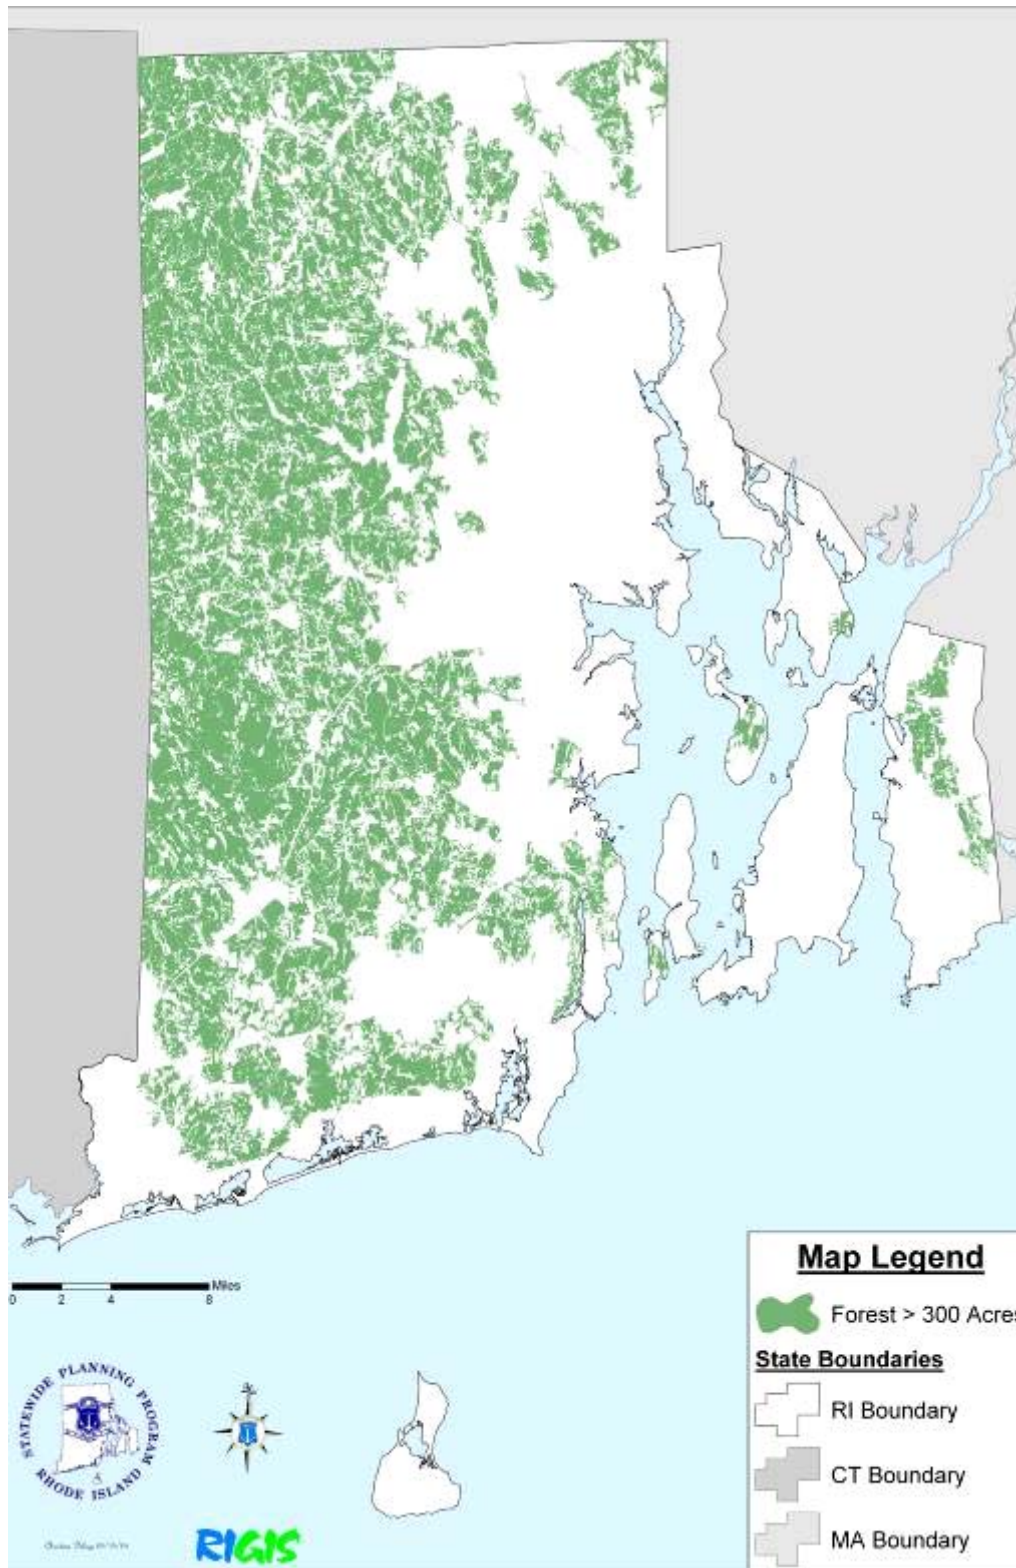 Miles
0 2 4 8
STATEWIDE PLANNING PROGRAM
RHODE ISLAND
RIGIS
Map Legend
Forest > 300 Acres
State Boundaries
RI Boundary
CT Boundary
MA Boundary